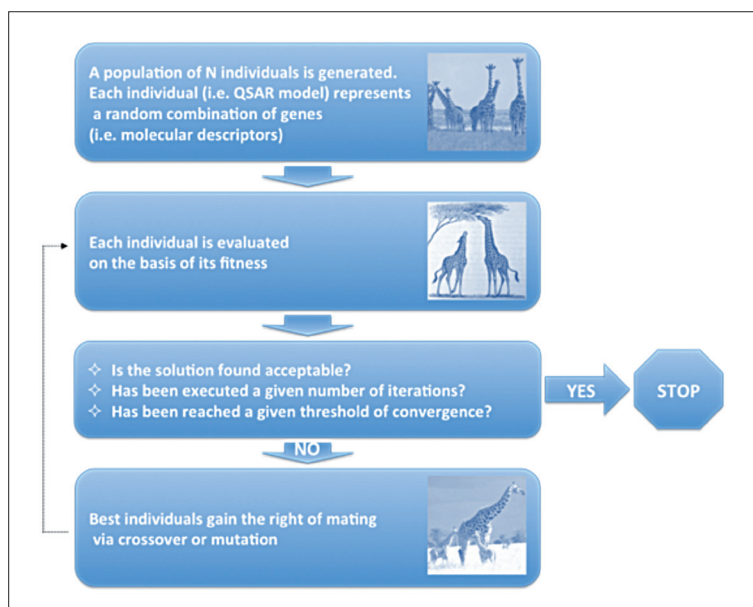 A population of N individuals is generated.
Each individual (i.e. QSAR model) represents
a random combination of genes
(i.e. molecular descriptors)
Each individual is evaluated
on the basis of its fitness
✧ Is the solution found acceptable?
✧ Has been executed a given number of iterations?
✧ Has been reached a given threshold of convergence?
YES
STOP
NO
Best individuals gain the right of mating
via crossover or mutation